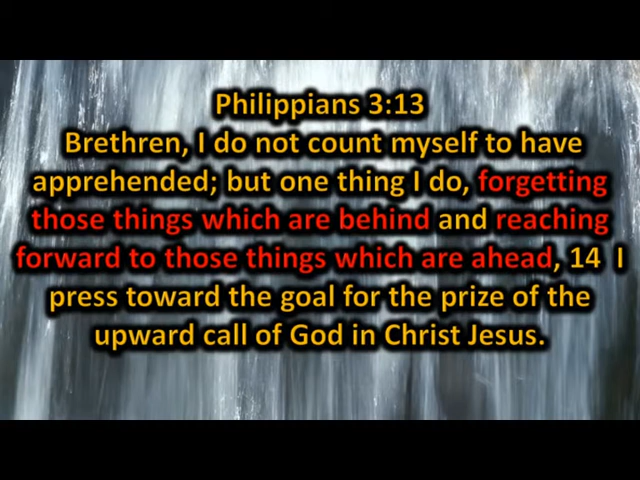 Philippians 3:13
Brethren, I do not count myself to have
apprehended; but one thing I do, forgetting
those things which are behind and reaching
forward to those things which are ahead, 14 I
press toward the goal for the prize of the
upward call of God in Christ Jesus.